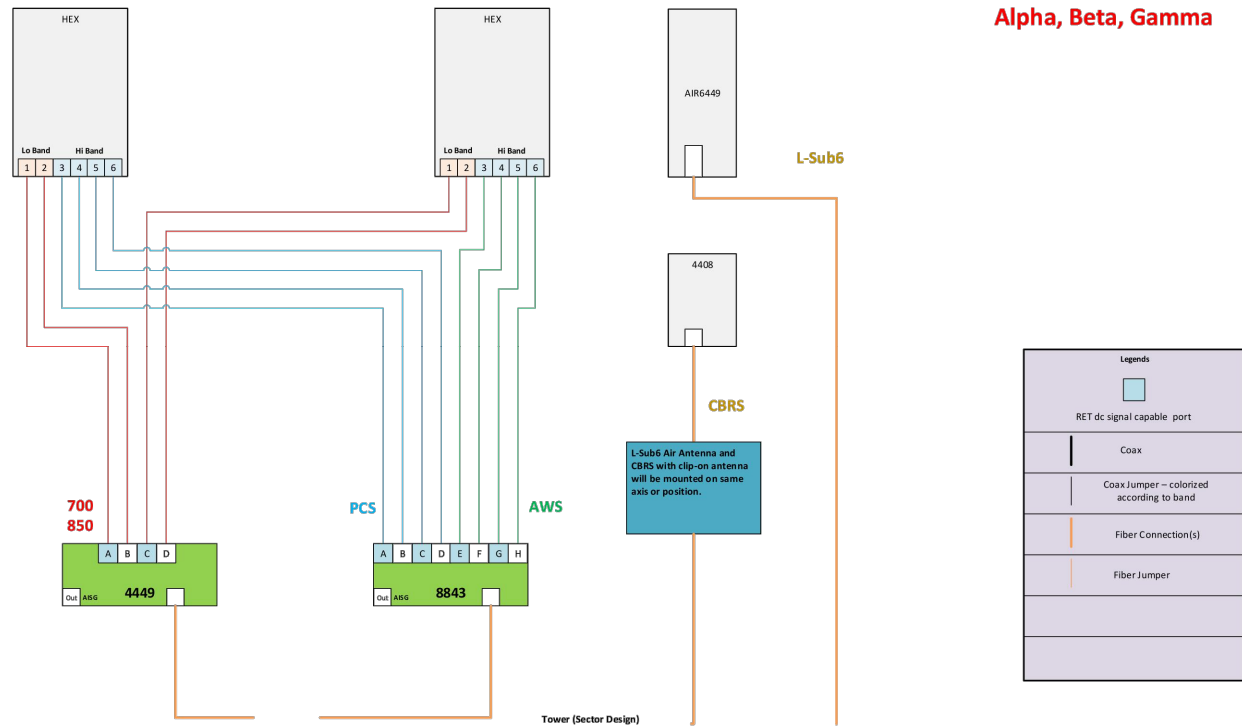 Alpha, Beta, Gamma
HEX
Lo Band Hi Band
1 2 3 4 5 6
HEX
Lo Band Hi Band
1 2 3 4 5 6
AIR6449
L-Sub6
4408
CBRS
L-Sub6 Air Antenna and
CBRS with clip-on antenna
will be mounted on same
axis or position.
700
850
PCS
AWS
A B C D
Out AISG 4449
A B C D E F G H
Out AISG 8843
Tower (Sector Design)
Legends
RET dc signal capable port
Coax
Coax Jumper – colorized
according to band
Fiber Connection(s)
Fiber Jumper